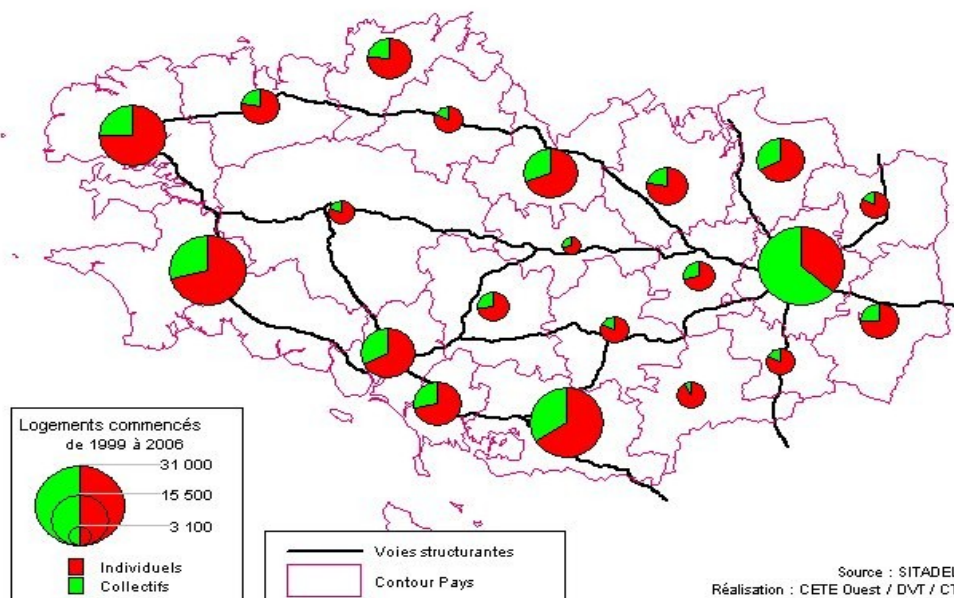 Logements commencés
de 1999 à 2006
31 000
15 500
3 100
Individuels
Collectifs
Voies structurantes
Contour Pays
Source : SITADEL
Réalisation : CETE Ouest / DVT / CT